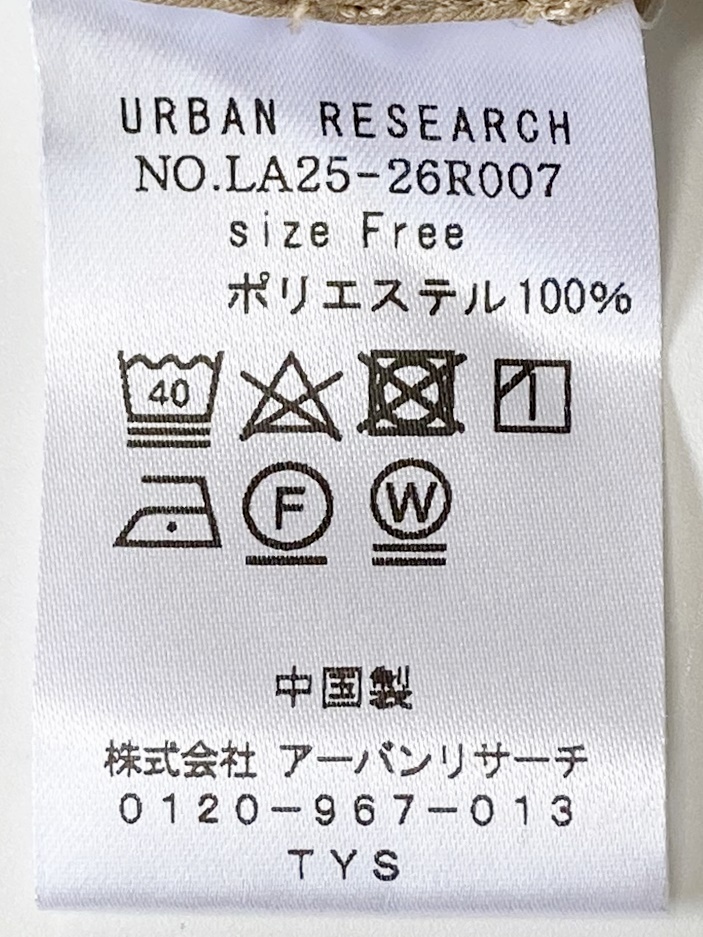 URBAN RESEARCH
NO.LA25-26R007
size Free
ポリエステル100%
40
F W
中国製
株式会社 アーバンリサーチ
0120-967-013
TYS